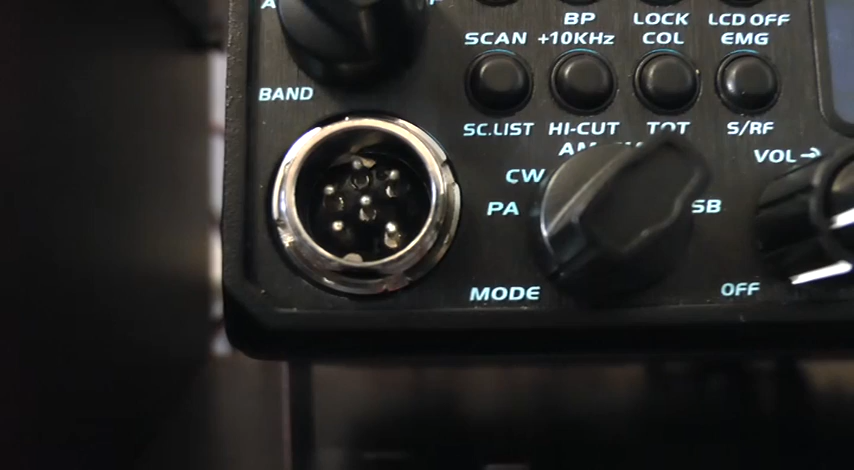 A
F
BP
LOCK
LCD OFF
SCAN
+10KHz
COL
EMG
BAND
SC.LIST
HI-CUT
TOT
S/RF
VOL
CW
PA
MODE
OFF